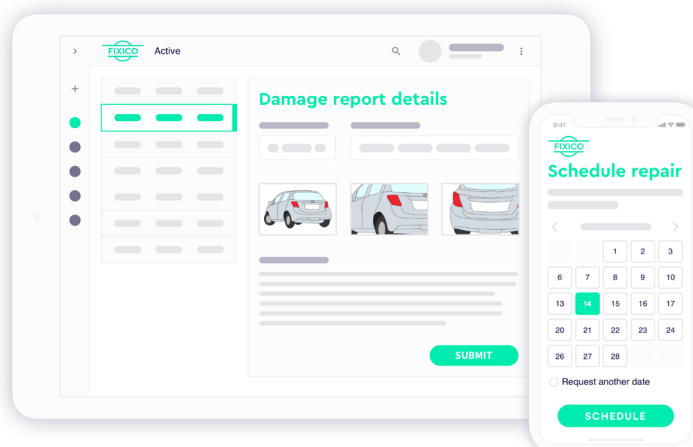 FIXICO
Active
Damage report details
SUBMIT
9:41
FIXICO
Schedule repair
1 2 3
6 7 8 9 10
13 14 15 16 17
20 21 22 23 24
26 27 28
Request another date
SCHEDULE